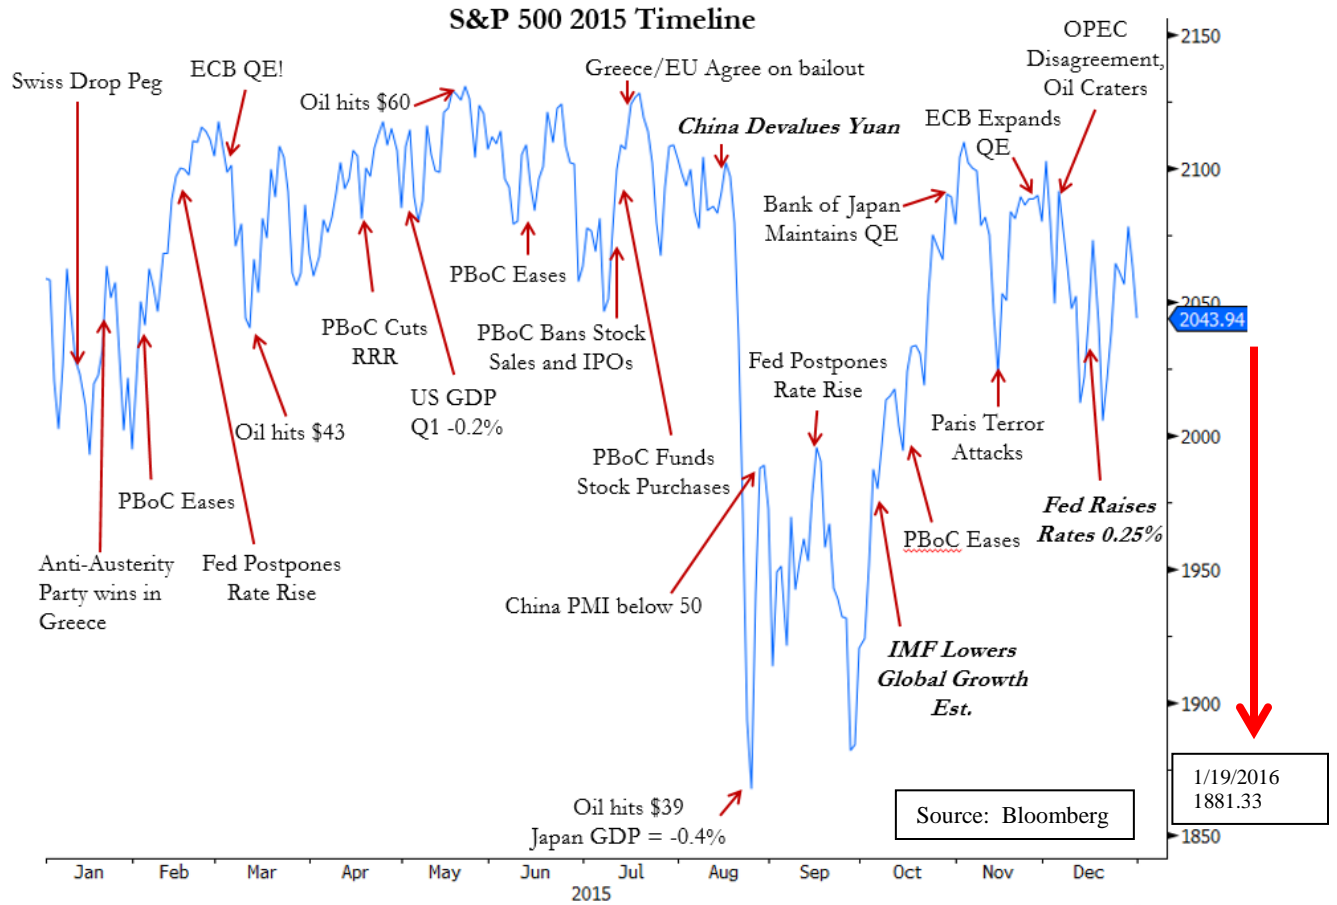 S&P 500 2015 Timeline
Swiss Drop Peg
ECB QE!
Oil hits $60
Greece/EU Agree on bailout
China Devalues Yuan
OPEC
Disagreement,
Oil Craters
ECB Expands
QE
Bank of Japan
Maintains QE
PBoC Eases
PBoC Cuts
RRR
PBoC Bans Stock
Sales and IPOs
US GDP
Q1 -0.2%
Oil hits $43
Fed Postpones
Rate Rise
Paris Terror
Attacks
PBoC Eases
PBoC Funds
Stock Purchases
Fed Raises
Rates 0.25%
PBoC Eases
Anti-Austerity
Party wins in
Greece
Fed Postpones
Rate Rise
China PMI below 50
IMF Lowers
Global Growth
Est.
Oil hits $39
Japan GDP = -0.4%
Source: Bloomberg
2150
2100
2050
2043.94
2000
1950
1900
1/19/2016
1881.33
1850
Jan Feb Mar Apr May Jun Jul Aug Sep Oct Nov Dec
2015